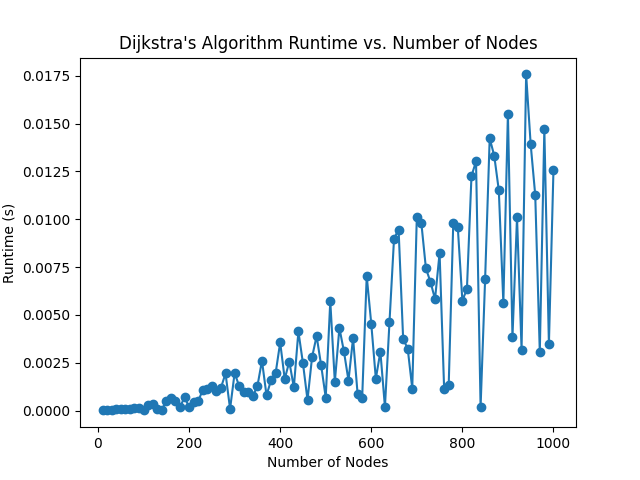 Dijkstra's Algorithm Runtime vs. Number of Nodes
0.0175
0.0150
0.0125
0.0100
0.0075
0.0050
0.0025
0.0000
Runtime (s)
0 200 400 600 800 1000
Number of Nodes